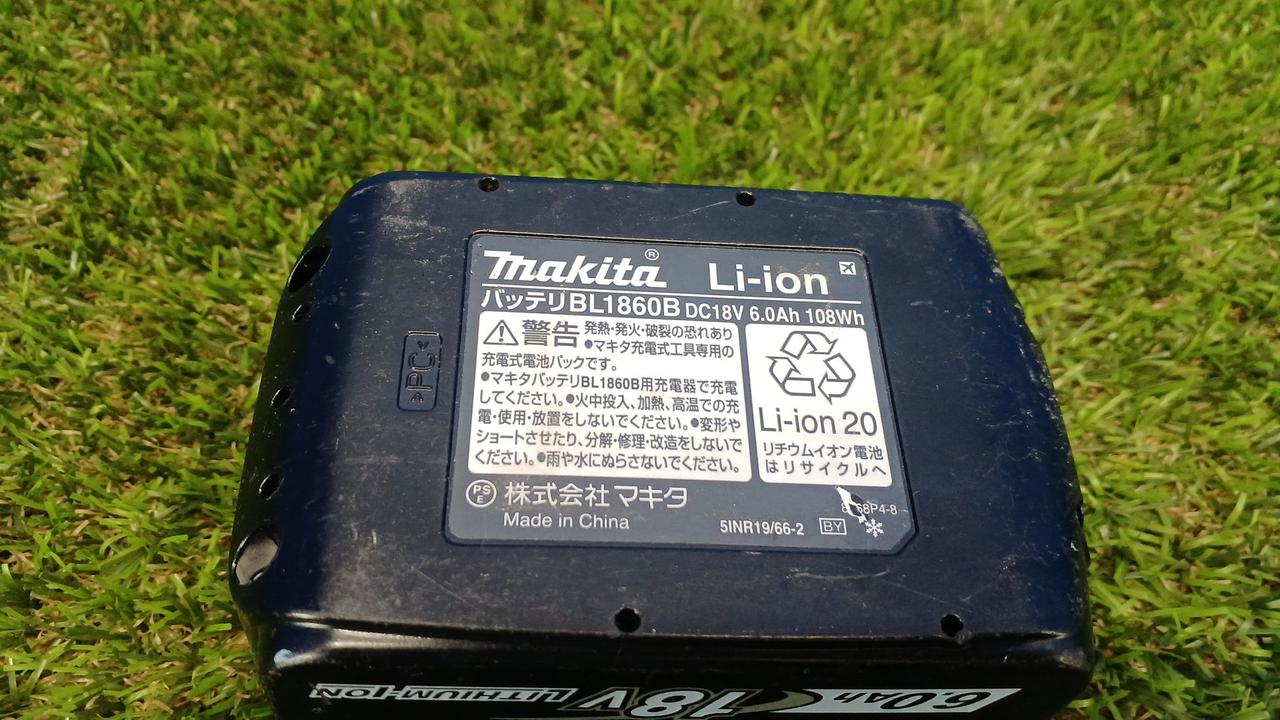 makita® Li-ion
バッテリBL1860B DC18V 6.0Ah 108Wh
警告 発熱・発火・破裂の恐れあり
●マキタ充電式工具専用の
充電式電池パックです。
●マキタバッテリBL1860B用充電器で充電
してください。●火中投入、加熱、高温での充
電・使用・放置をしないでください。●変形や
ショートさせたり、分解・修理・改造をしないで
ください。●雨や水にぬらさないでください。
Li-ion 20
リチウムイオン電池
はリサイクルへ
PSE 株式会社 マキタ
Made in China
5INR19/66-2 BY
PC
6.0Ah 18V LITHIUM-ION